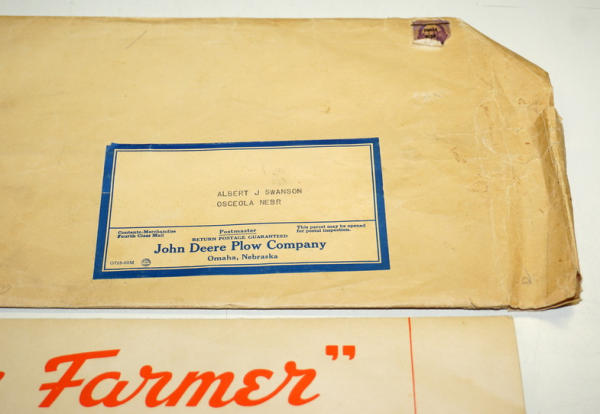 ALBERT J SWANSON
OSCEOLA NEBR
Contents-Merchandise
Fourth Class Mail
Postmaster
This parcel may be opened
for postal inspection.
RETURN POSTAGE GUARANTEED
John Deere Plow Company
Omaha, Nebraska
Farmer"